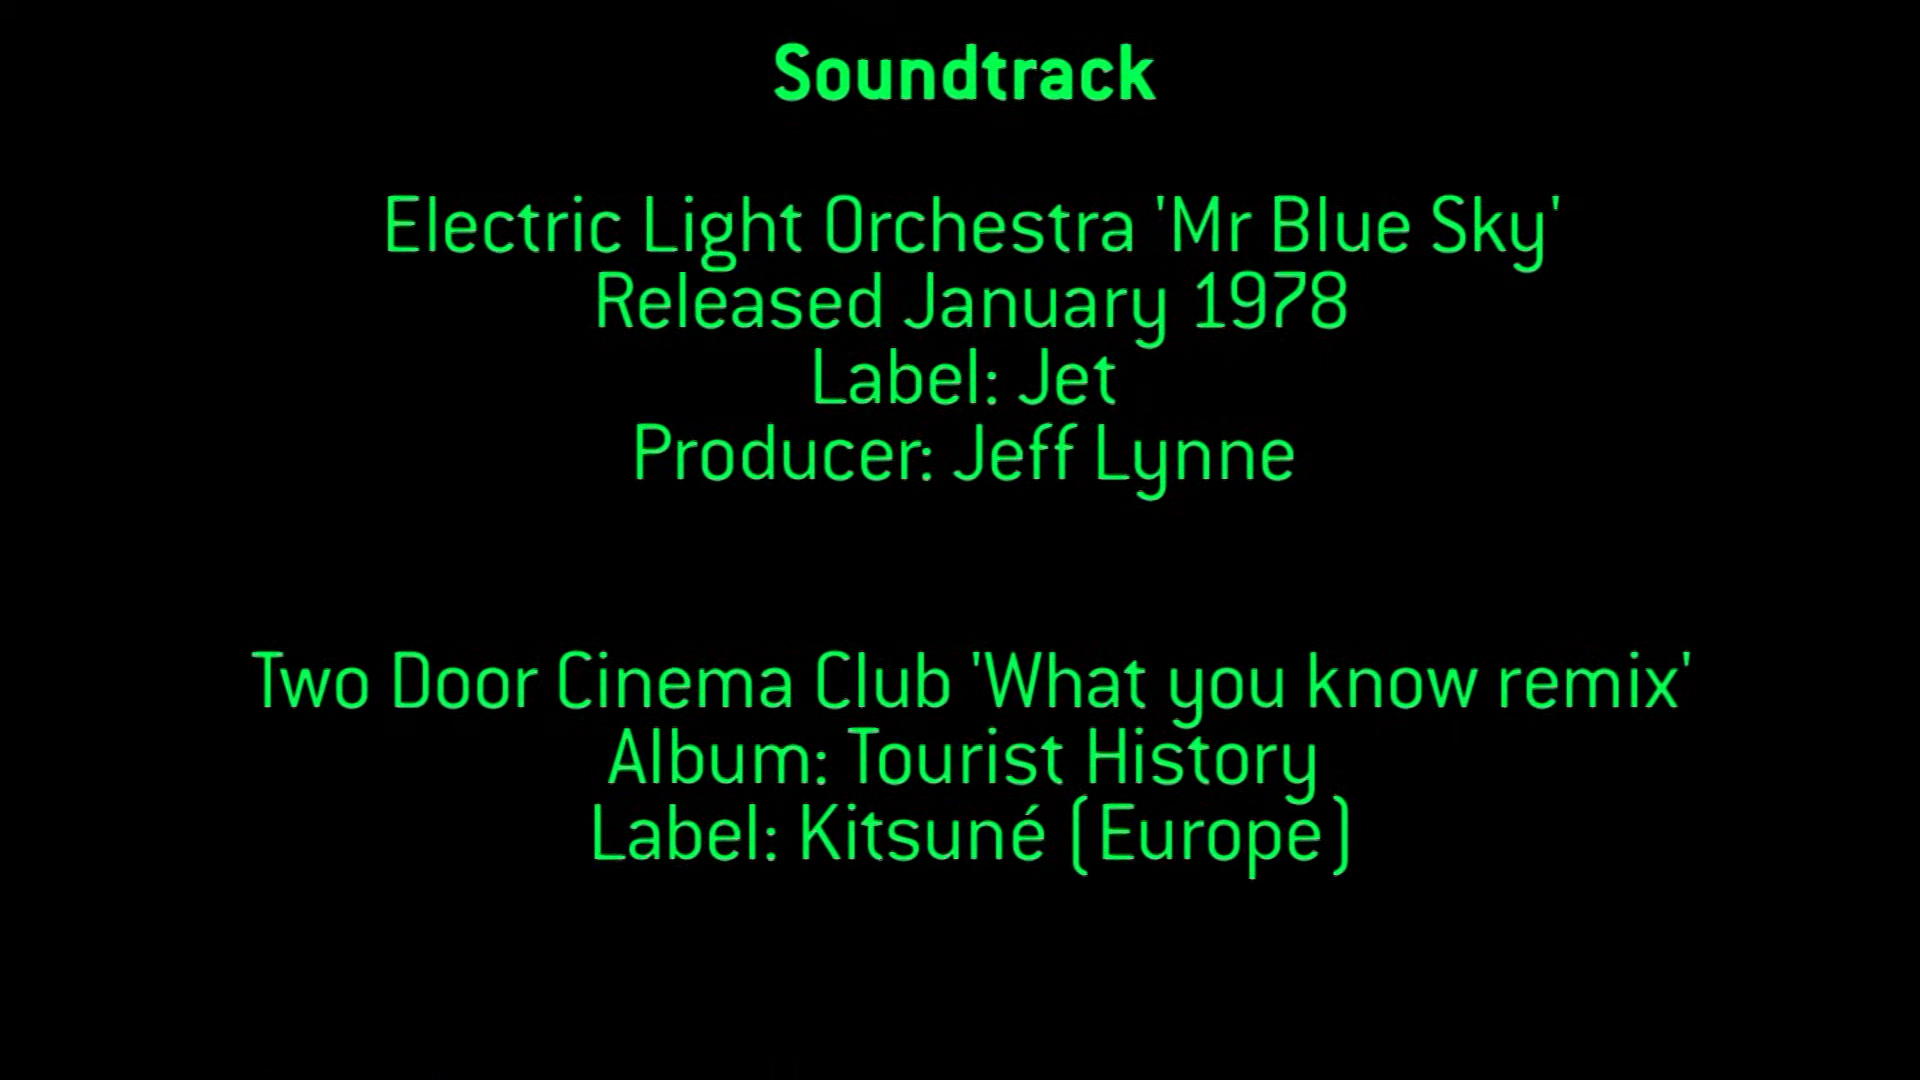 Soundtrack
Electric Light Orchestra 'Mr Blue Sky'
Released January 1978
Label: Jet
Producer: Jeff Lynne
Two Door Cinema Club 'What you know remix'
Album: Tourist History
Label: Kitsuné (Europe)